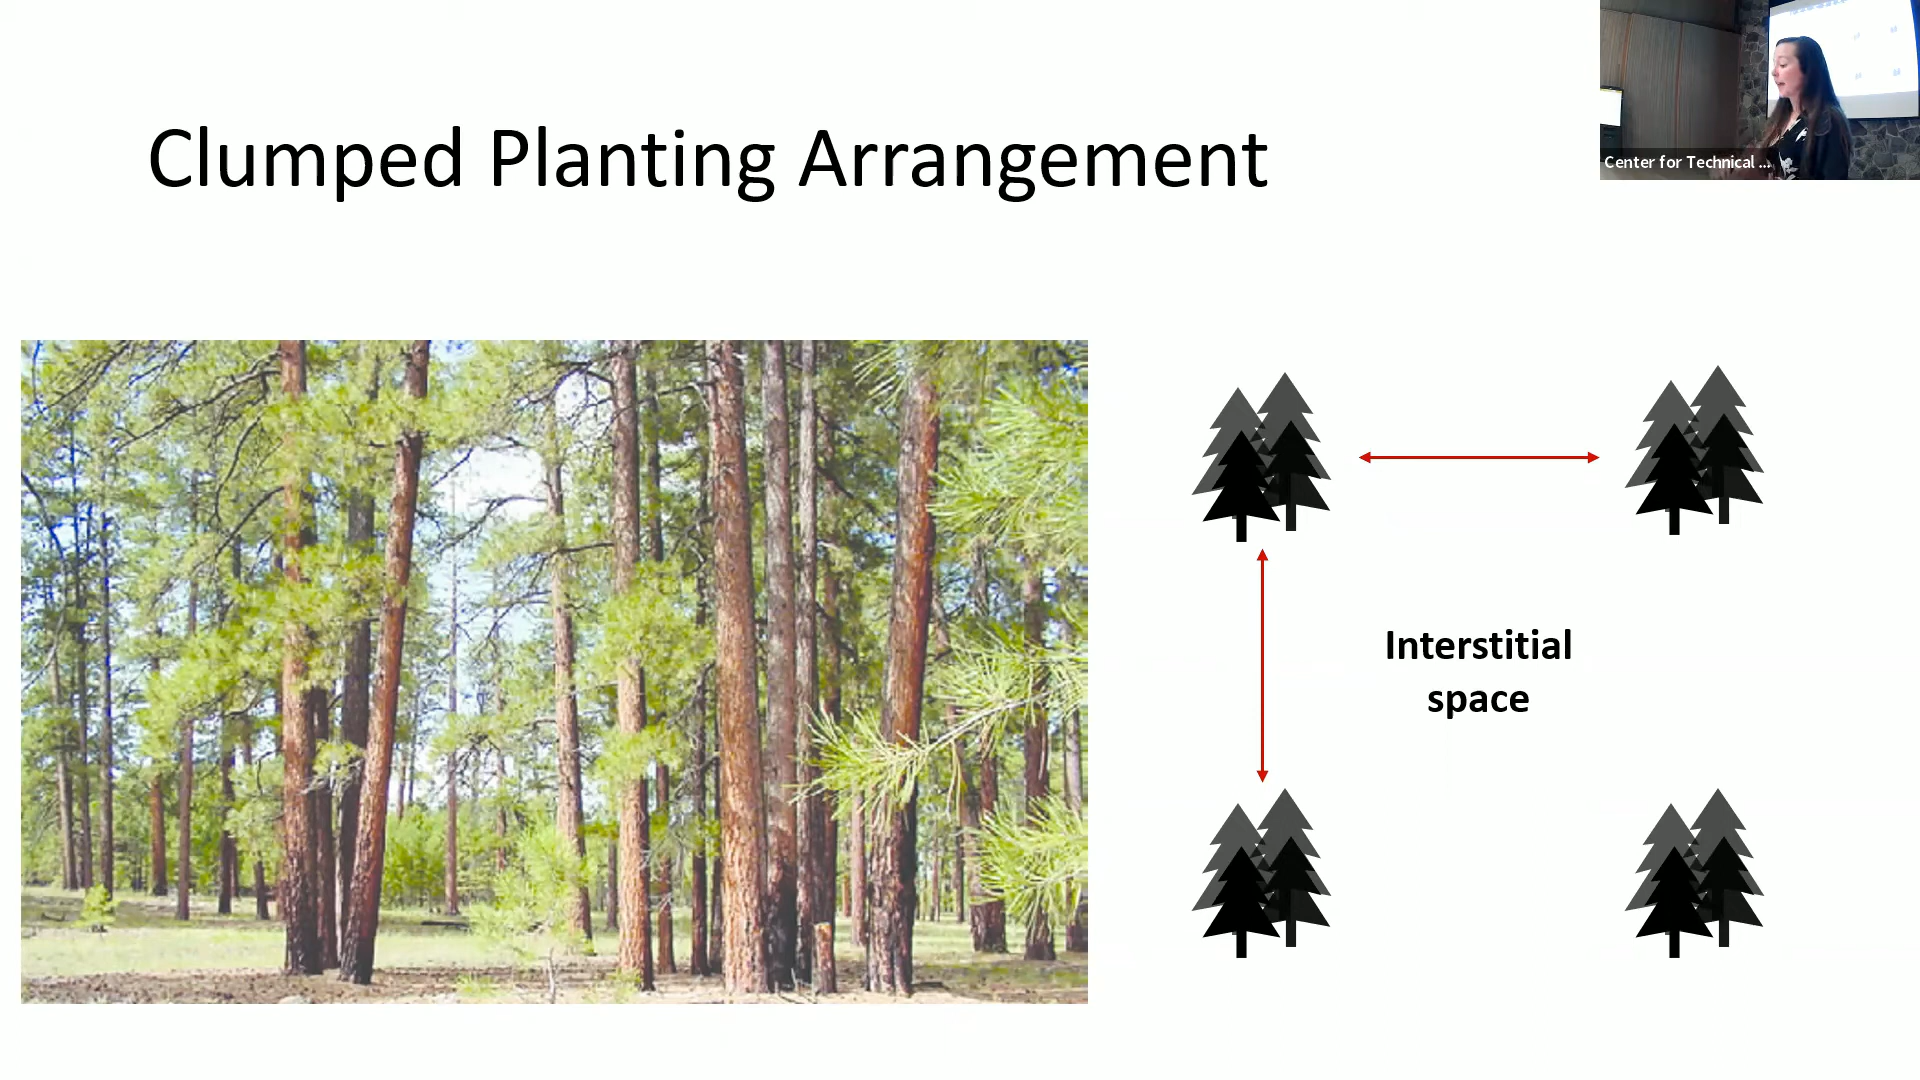 Clumped Planting Arrangement
Center for Technical ...
Interstitial
space